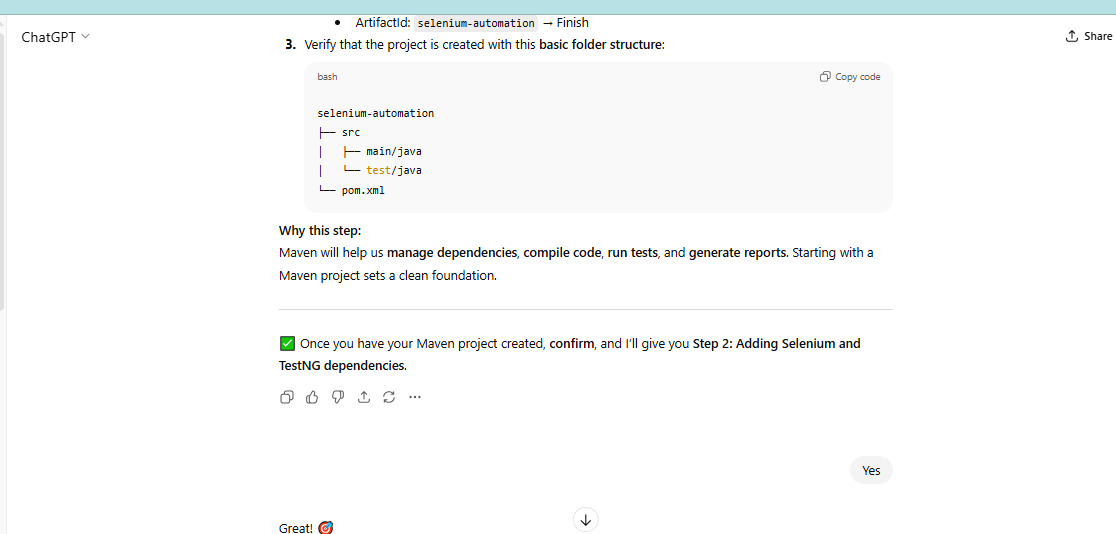 ChatGPT
Share
• ArtifactId: selenium-automation → Finish
3. Verify that the project is created with this basic folder structure:
bash
Copy code
selenium-automation
├── src
│   ├── main/java
│   └── test/java
└── pom.xml
Why this step:
Maven will help us manage dependencies, compile code, run tests, and generate reports. Starting with a
Maven project sets a clean foundation.
✅ Once you have your Maven project created, confirm, and I'll give you Step 2: Adding Selenium and
TestNG dependencies.
Yes
Great! 🎯